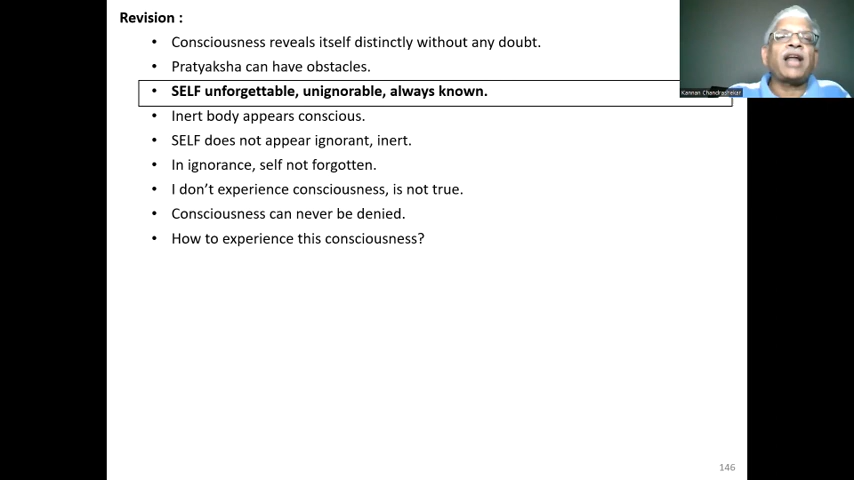 Revision :
• Consciousness reveals itself distinctly without any doubt.
• Pratyaksha can have obstacles.
• SELF unforgettable, unignorable, always known.
• Inert body appears conscious.
• SELF does not appear ignorant, inert.
• In ignorance, self not forgotten.
• I don’t experience consciousness, is not true.
• Consciousness can never be denied.
• How to experience this consciousness?
Kannan Chandrashekar
146